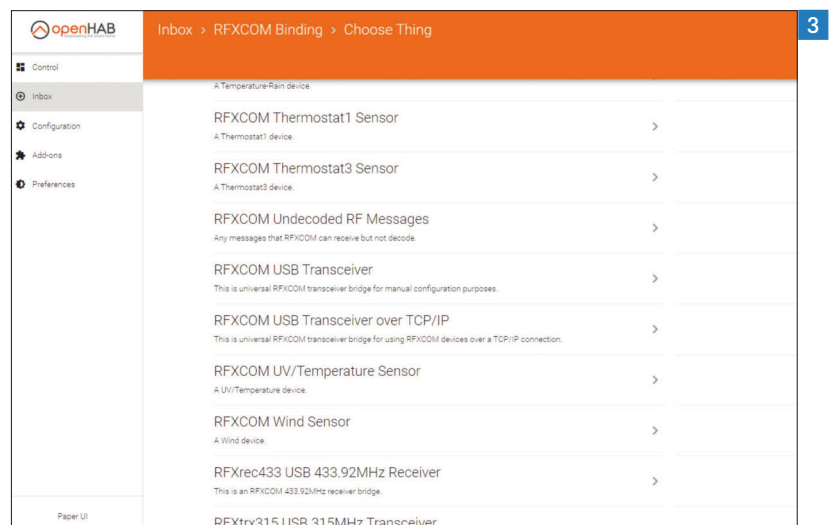 openHAB
Inbox > RFXCOM Binding > Choose Thing
3
Control
Inbox
Configuration
Add-ons
Preferences
Paper UI
A Temperature-Rain device.
RFXCOM Thermostat1 Sensor
A Thermostat1 device.
RFXCOM Thermostat3 Sensor
A Thermostat3 device.
RFXCOM Undecoded RF Messages
Any messages that RFXCOM can receive but not decode.
RFXCOM USB Transceiver
This is universal RFXCOM transceiver bridge for manual configuration purposes.
RFXCOM USB Transceiver over TCP/IP
This is universal RFXCOM transceiver bridge for using RFXCOM devices over a TCP/IP connection.
RFXCOM UV/Temperature Sensor
A UV/Temperature device.
RFXCOM Wind Sensor
A Wind device.
RFXrec433 USB 433.92MHz Receiver
This is an RFXCOM 433.92MHz receiver bridge.
RFXtrx315 USB 315MHz Transceiver